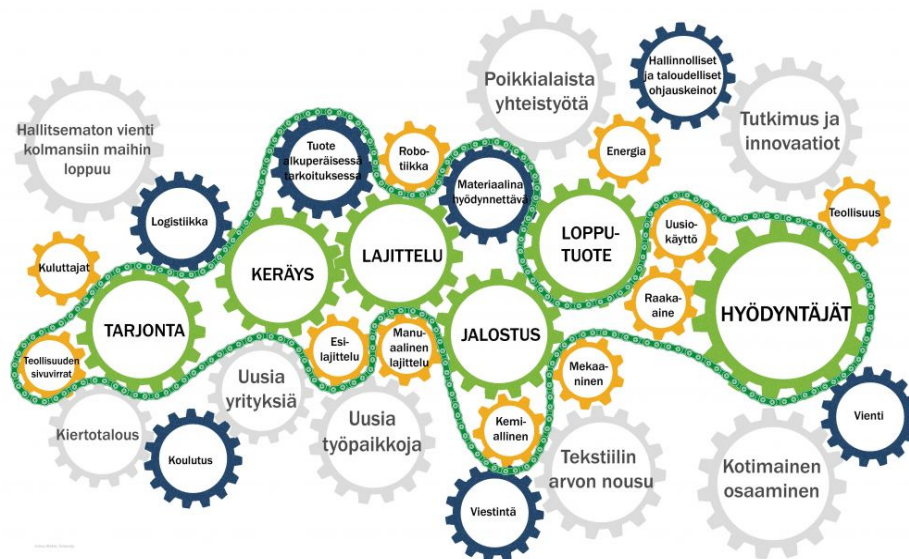 Hallitsematon vienti
kolmansiin maihin
loppuu
Logistiikka
Kuluttajat
TARJONTA
Teollisuuden
sivuvirrat
Kiertotalous
Koulutus
Tuote
alkuperäisessä
tarkoituksessa
KERÄYS
Uusia
yrityksiä
Esi-
lajittelu
Robo-
tiikka
LAJITTELU
Manu-
aalinen
lajittelu
Uusia
työpaikkoja
Poikkialaista
yhteistyötä
Materiaalina
hyödynnettävä
JALOSTUS
Kemi-
allinen
Viestintä
Mekaa-
ninen
Tekstiilin
arvon nousu
Energia
LOPPU-
TUOTE
Hallinnolliset
ja taloudelliset
ohjauskeinot
Uusio-
käyttö
Raaka-
aine
Tutkimus ja
innovaatiot
Teollisuus
HYÖDYNTÄJÄT
Vienti
Kotimainen
osaaminen